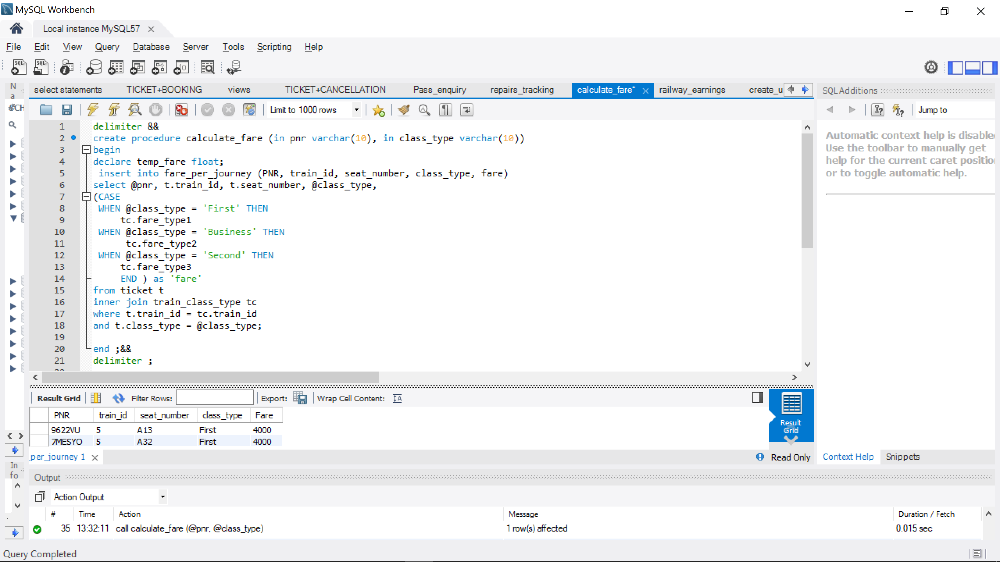 MySQL Workbench
Local instance MySQL57
File Edit View Query Database Server Tools Scripting Help
select statements TICKET+BOOKING views TICKET+CANCELLATION Pass_enquiry repairs_tracking calculate_fare* railway_earnings create_u
SQLAdditions
Limit to 1000 rows
Jump to
1 delimiter &&
2 create procedure calculate_fare (in pnr varchar(10), in class_type varchar(10))
3 begin
4 declare temp_fare float;
5 insert into fare_per_journey (PNR, train_id, seat_number, class_type, fare)
6 select @pnr, t.train_id, t.seat_number, @class_type,
7 (CASE
8 WHEN @class_type = 'First' THEN
9 tc.fare_type1
10 WHEN @class_type = 'Business' THEN
11 tc.fare_type2
12 WHEN @class_type = 'Second' THEN
13 tc.fare_type3
14 END ) as 'fare'
15 from ticket t
16 inner join train_class_type tc
17 where t.train_id = tc.train_id
18 and t.class_type = @class_type;
19
20 end ;&&
21 delimiter ;
Automatic context help is disabled
Use the toolbar to manually get
help for the current caret position
or to toggle automatic help.
Result Grid Filter Rows: Export: Wrap Cell Content:
PNR train_id seat_number class_type Fare
9622VU 5 A13 First 4000
7MESYO 5 A32 First 4000
Result
Grid
_per_journey 1
Read Only
Context Help Snippets
In
fo
Output
Action Output
# Time Action Message Duration / Fetch
35 13:32:11 call calculate_fare (@pnr, @class_type) 1 row(s) affected 0.015 sec
Query Completed